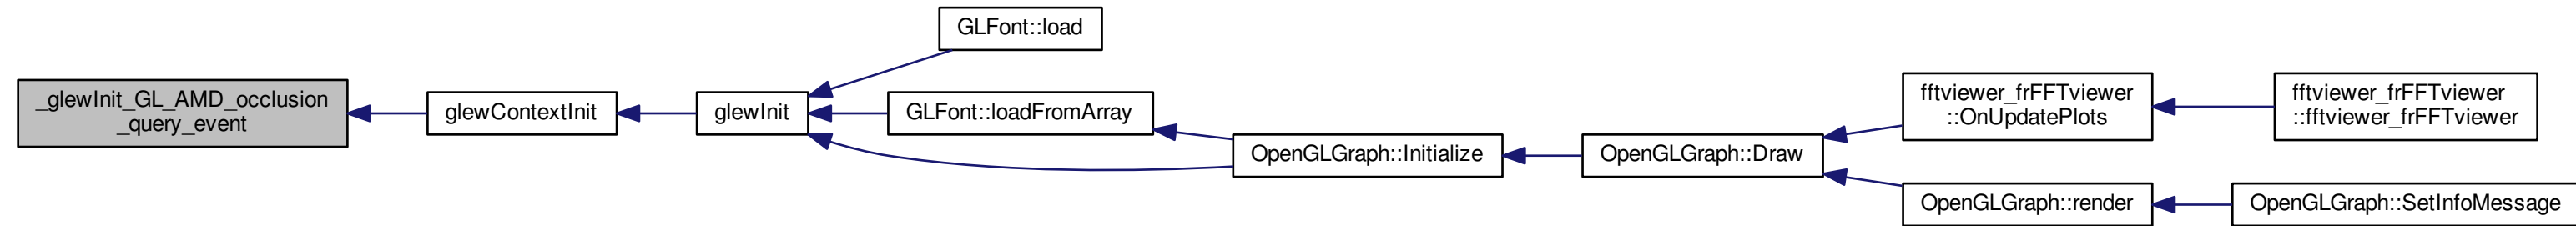 _glewInit_GL_AMD_occlusion
_query_event
glewContextInit
glewInit
GLFont::load
GLFont::loadFromArray
OpenGLGraph::Initialize
OpenGLGraph::Draw
fftviewer_frFFTviewer
::OnUpdatePlots
fftviewer_frFFTviewer
::fftviewer_frFFTviewer
OpenGLGraph::render
OpenGLGraph::SetInfoMessage